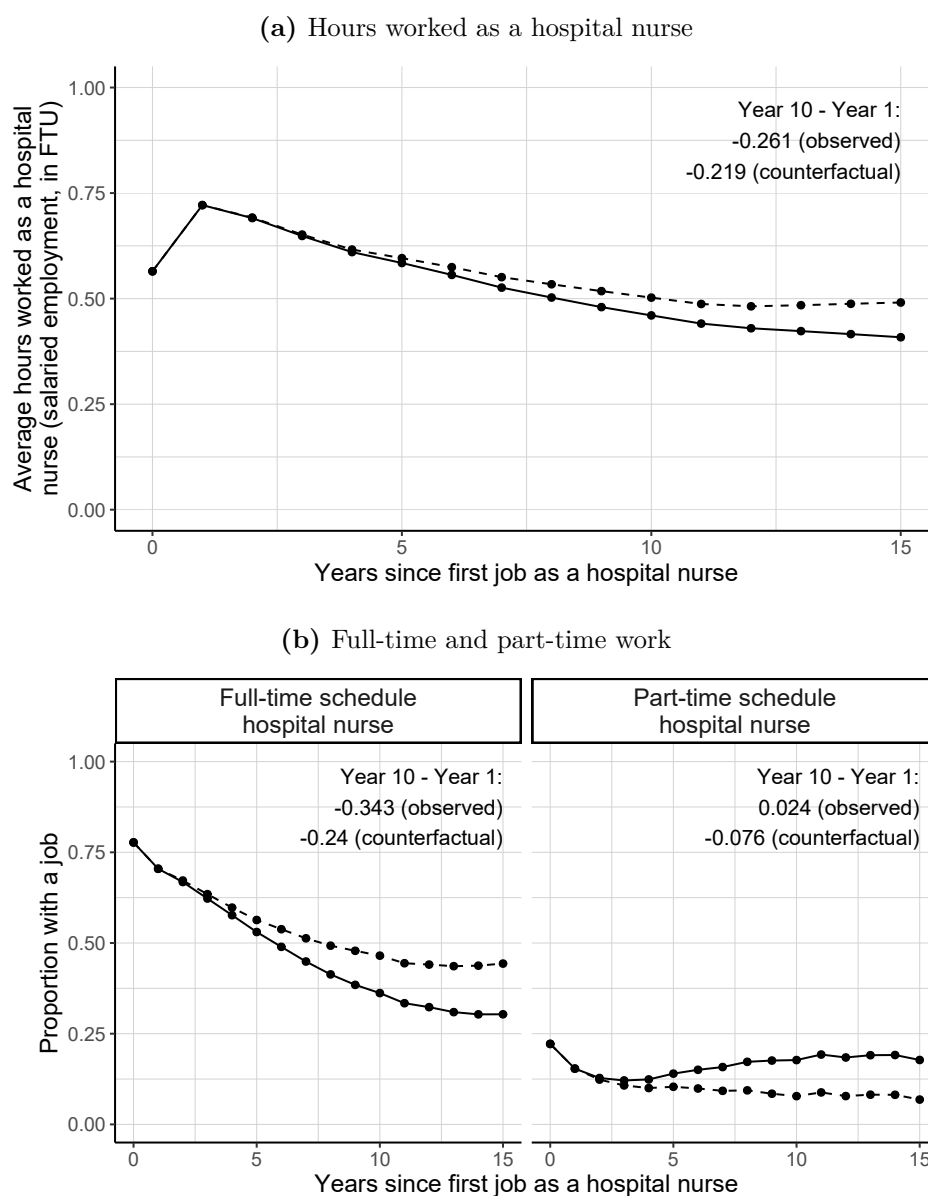 (a) Hours worked as a hospital nurse
Average hours worked as a hospital
nurse (salaried employment, in FTU)
1.00
0.75
0.50
0.25
0.00
Year 10 - Year 1:
-0.261 (observed)
-0.219 (counterfactual)
0 5 10 15
Years since first job as a hospital nurse
(b) Full-time and part-time work
Full-time schedule
hospital nurse
Part-time schedule
hospital nurse
Proportion with a job
1.00
0.75
0.50
0.25
0.00
Year 10 - Year 1:
-0.343 (observed)
-0.24 (counterfactual)
Year 10 - Year 1:
0.024 (observed)
-0.076 (counterfactual)
0 5 10 15
0 5 10 15
Years since first job as a hospital nurse